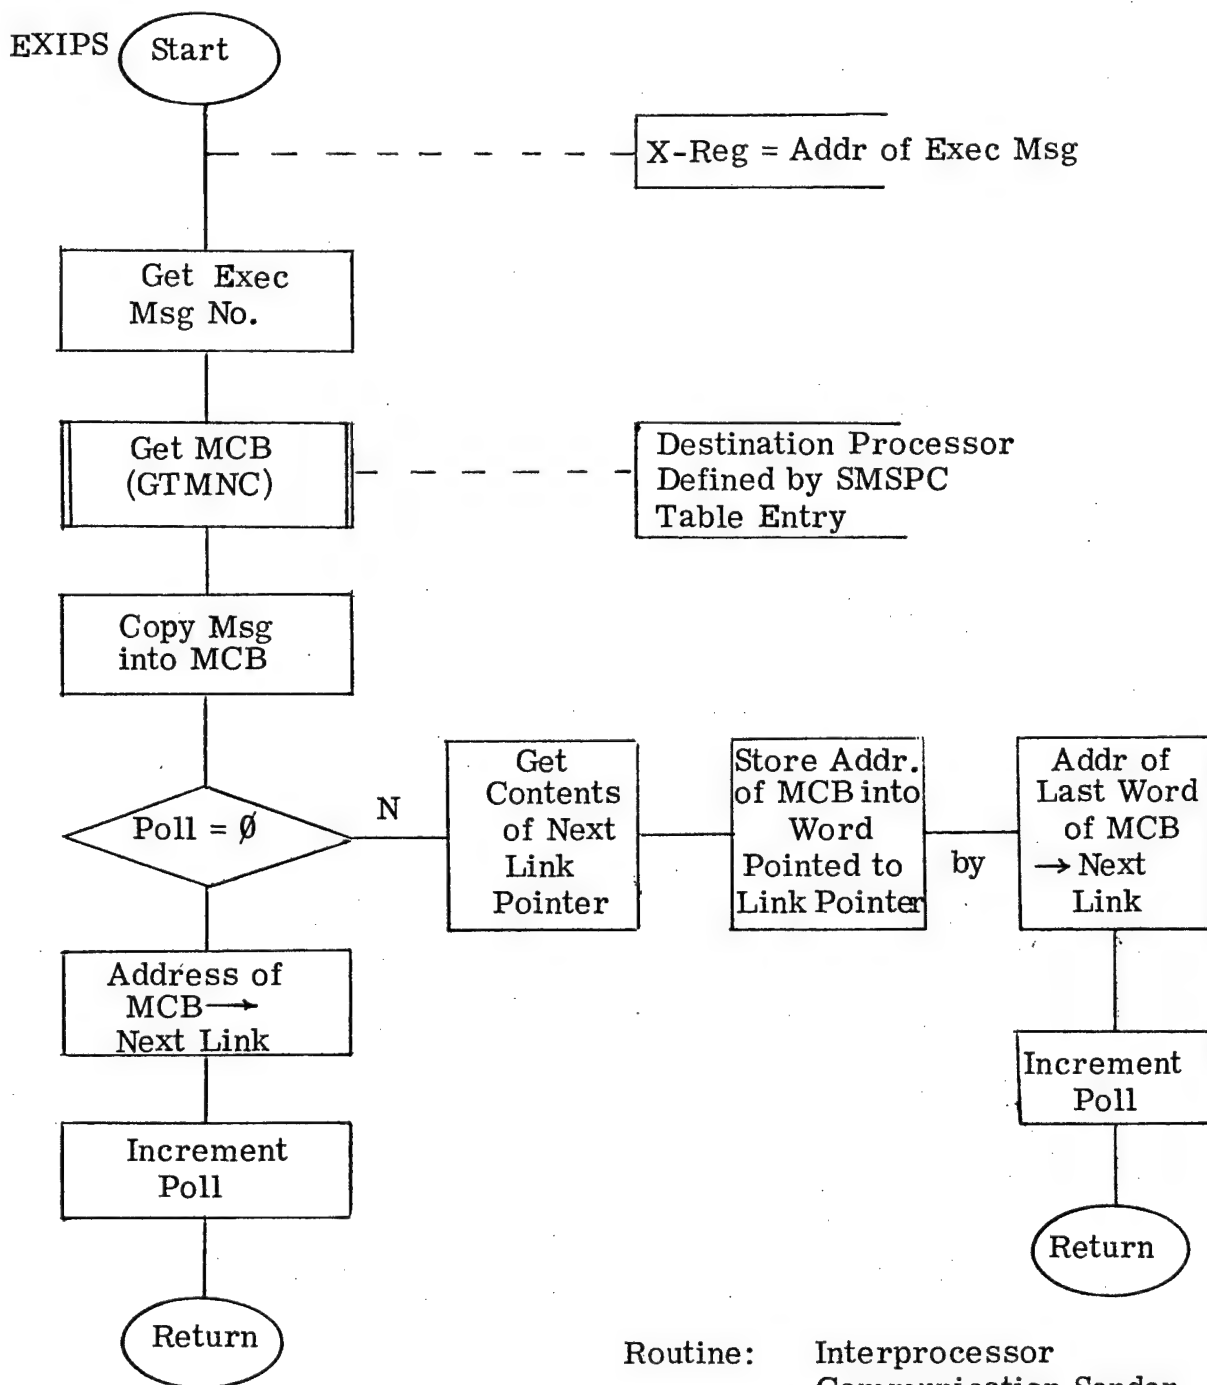 EXIPS
Start
X-Reg = Addr of Exec Msg
Get Exec
Msg No.
Get MCB
(GTMNC)
Destination Processor
Defined by SMSPC
Table Entry
Copy Msg
into MCB
Poll = Ø
N
Get
Contents
of Next
Link
Pointer
Store Addr.
of MCB into
Word
Pointed to
Link Pointer
by
Addr of
Last Word
of MCB
→ Next
Link
Address of
MCB →
Next Link
Increment
Poll
Return
Increment
Poll
Return
Routine: Interprocessor
Communication Sender